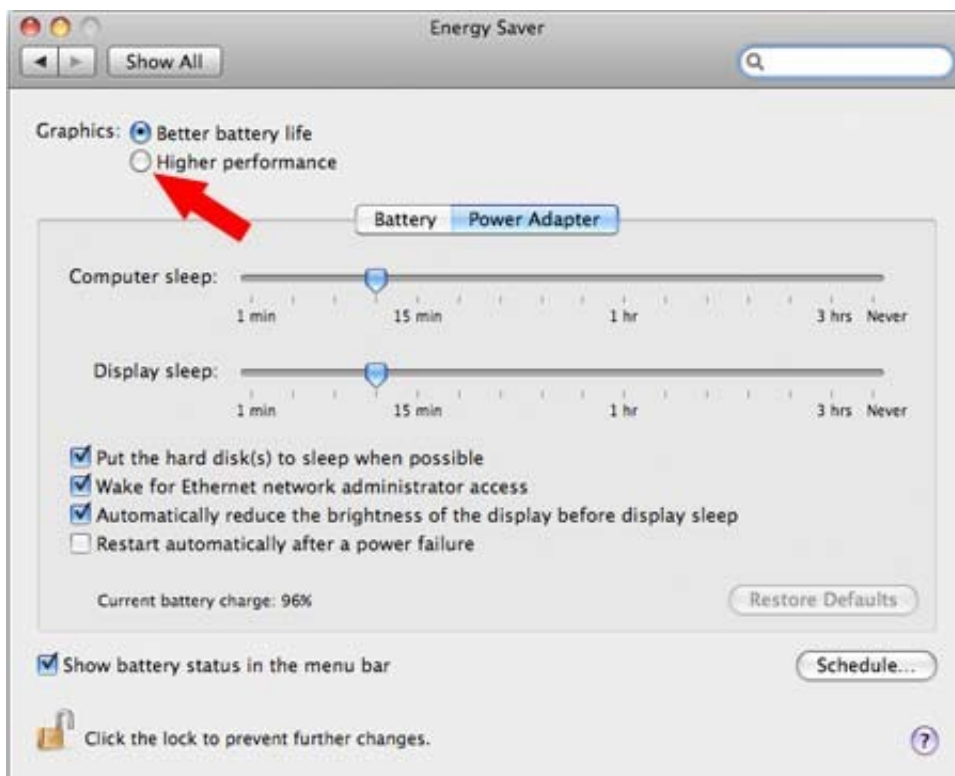 Energy Saver
Show All
Graphics: Better battery life
Higher performance
Battery Power Adapter
Computer sleep:
1 min 15 min 1 hr 3 hrs Never
Display sleep:
1 min 15 min 1 hr 3 hrs Never
Put the hard disk(s) to sleep when possible
Wake for Ethernet network administrator access
Automatically reduce the brightness of the display before display sleep
Restart automatically after a power failure
Current battery charge: 96%
Restore Defaults
Show battery status in the menu bar
Schedule...
Click the lock to prevent further changes.
?